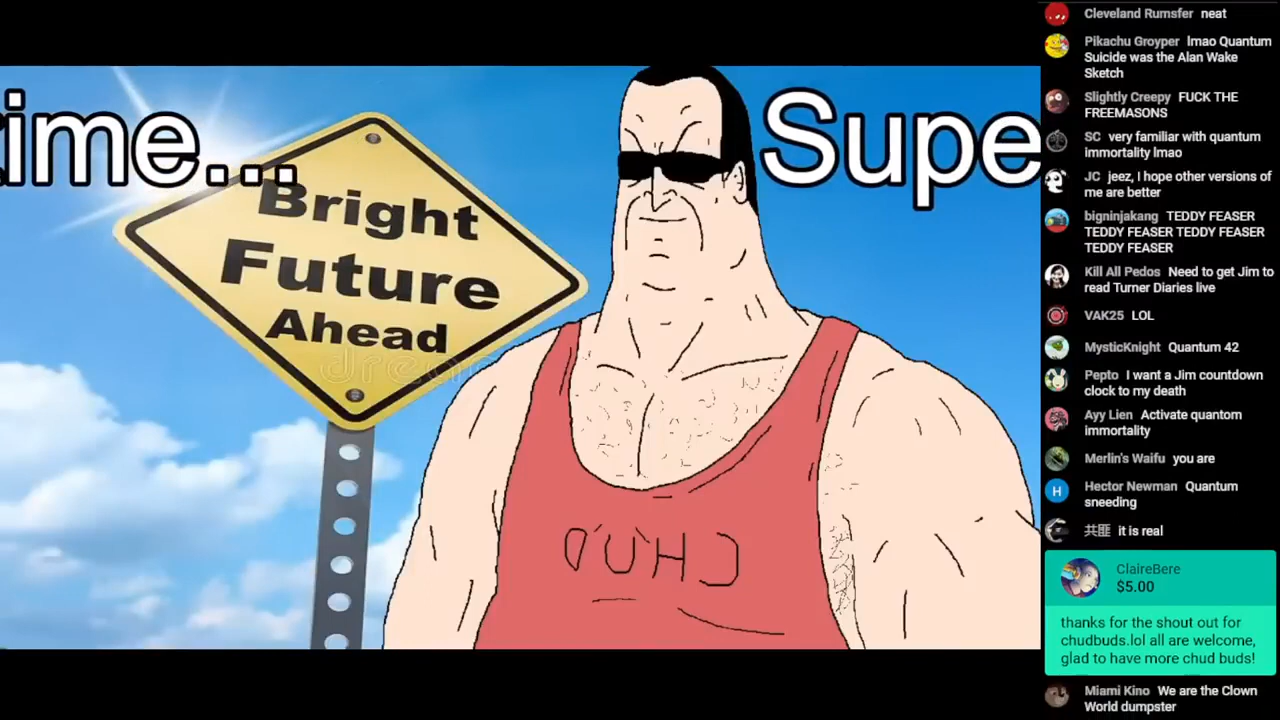 ime...
Supe
Bright
Future
Ahead
CHUD
Cleveland Rumsfer neat
Pikachu Groyper lmao Quantum
Suicide was the Alan Wake
Sketch
Slightly Creepy FUCK THE
FREEMASONS
SC very familiar with quantum
immortality lmao
JC jeez, I hope other versions of
me are better
bigninjakang TEDDY FEASER
TEDDY FEASER TEDDY FEASER
TEDDY FEASER
Kill All Pedos Need to get Jim to
read Turner Diaries live
VAK25 LOL
MysticKnight Quantum 42
Pepto I want a Jim countdown
clock to my death
Ayy Lien Activate quantom
immortality
Merlin's Waifu you are
Hector Newman Quantum
sneeding
共匪 it is real
ClaireBere
$5.00
thanks for the shout out for
chudbuds.lol all are welcome,
glad to have more chud buds!
Miami Kino We are the Clown
World dumpster